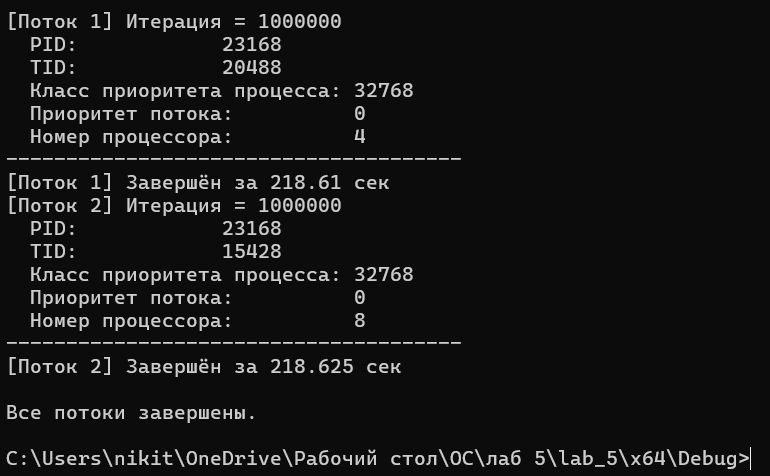 [Поток 1] Итерация = 1000000
  PID:            23168
  TID:            20488
  Класс приоритета процесса: 32768
  Приоритет потока:          0
  Номер процессора:          4
--------------------------------------
[Поток 1] Завершён за 218.61 сек
[Поток 2] Итерация = 1000000
  PID:            23168
  TID:            15428
  Класс приоритета процесса: 32768
  Приоритет потока:          0
  Номер процессора:          8
--------------------------------------
[Поток 2] Завершён за 218.625 сек

Все потоки завершены.

C:\Users\nikit\OneDrive\Рабочий стол\ОС\лаб 5\lab_5\x64\Debug>